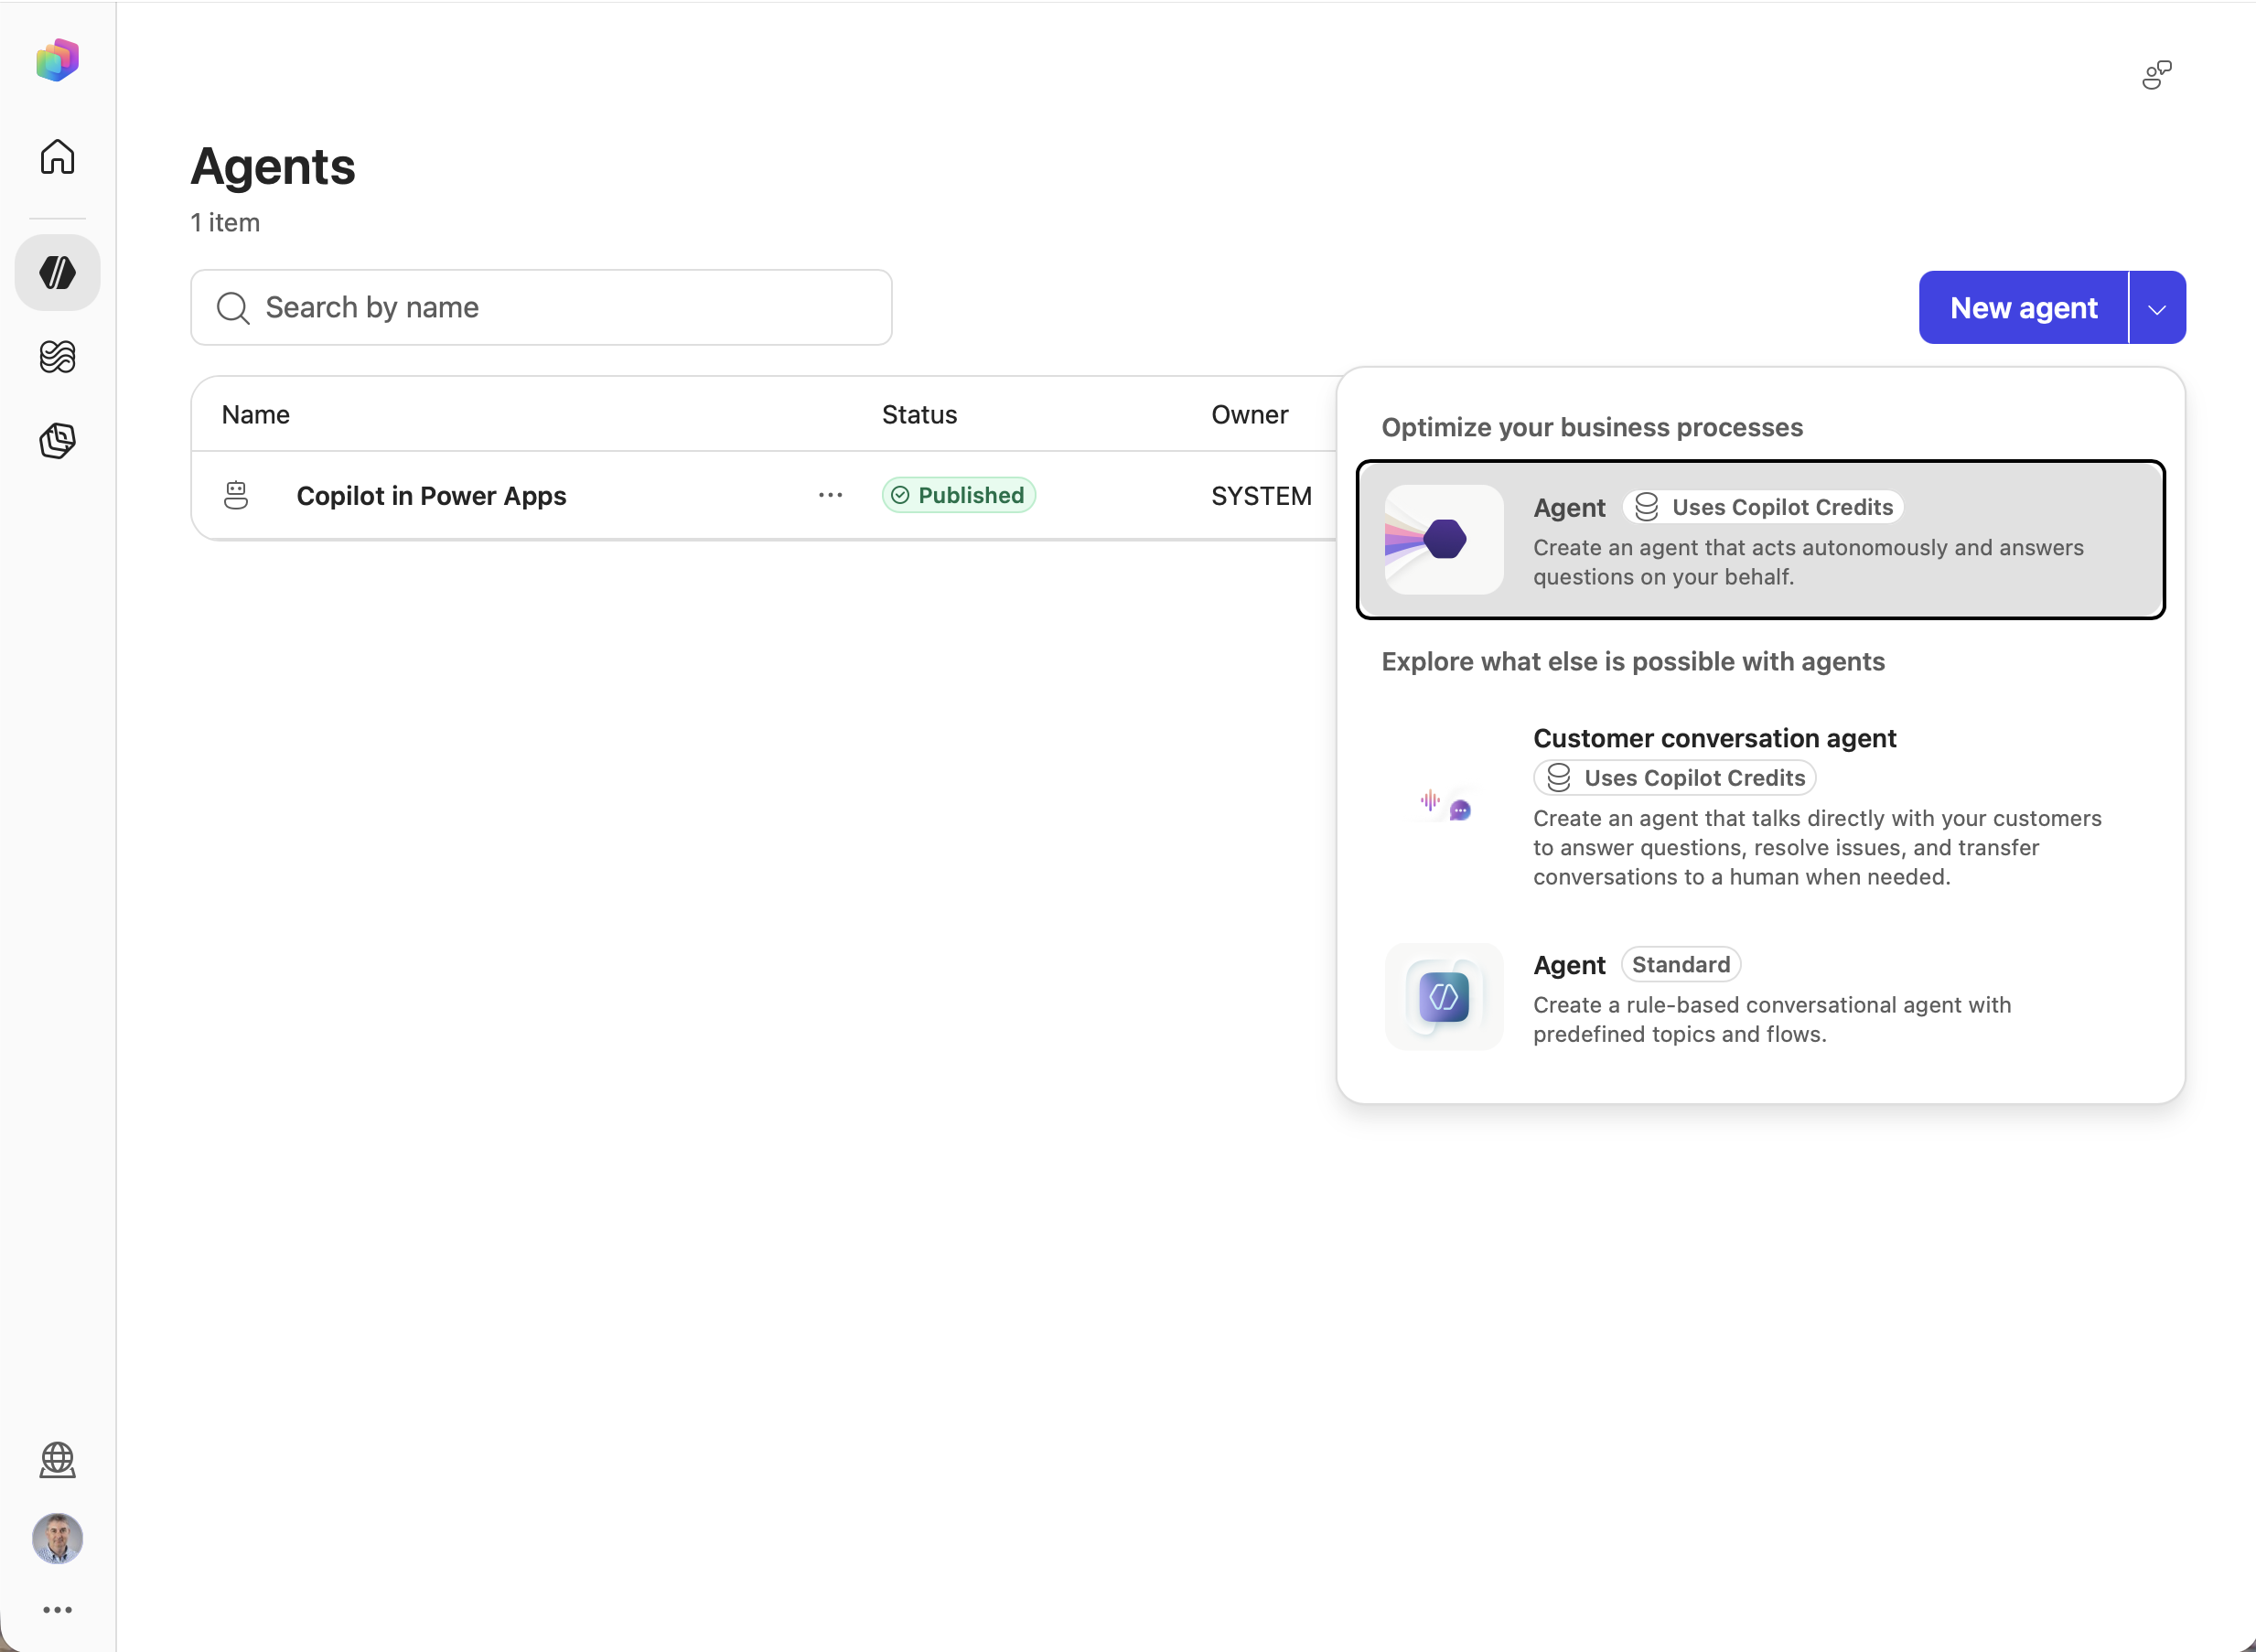 Agents
1 item
Search by name
New agent
Name Status Owner
Copilot in Power Apps Published SYSTEM
Optimize your business processes
Agent Uses Copilot Credits
Create an agent that acts autonomously and answers
questions on your behalf.
Explore what else is possible with agents
Customer conversation agent
Uses Copilot Credits
Create an agent that talks directly with your customers
to answer questions, resolve issues, and transfer
conversations to a human when needed.
Agent Standard
Create a rule-based conversational agent with
predefined topics and flows.